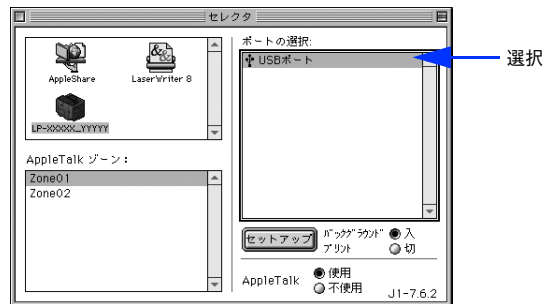 セレクタ
AppleShare
LaserWriter 8
LP-XXXXX_YYYYY
AppleTalk ゾーン：
Zone01
Zone02
ポートの選択:
USBポート
選択
セットアップ
バックグラウンド
プリント
入
切
AppleTalk
使用
不使用
J1-7.6.2